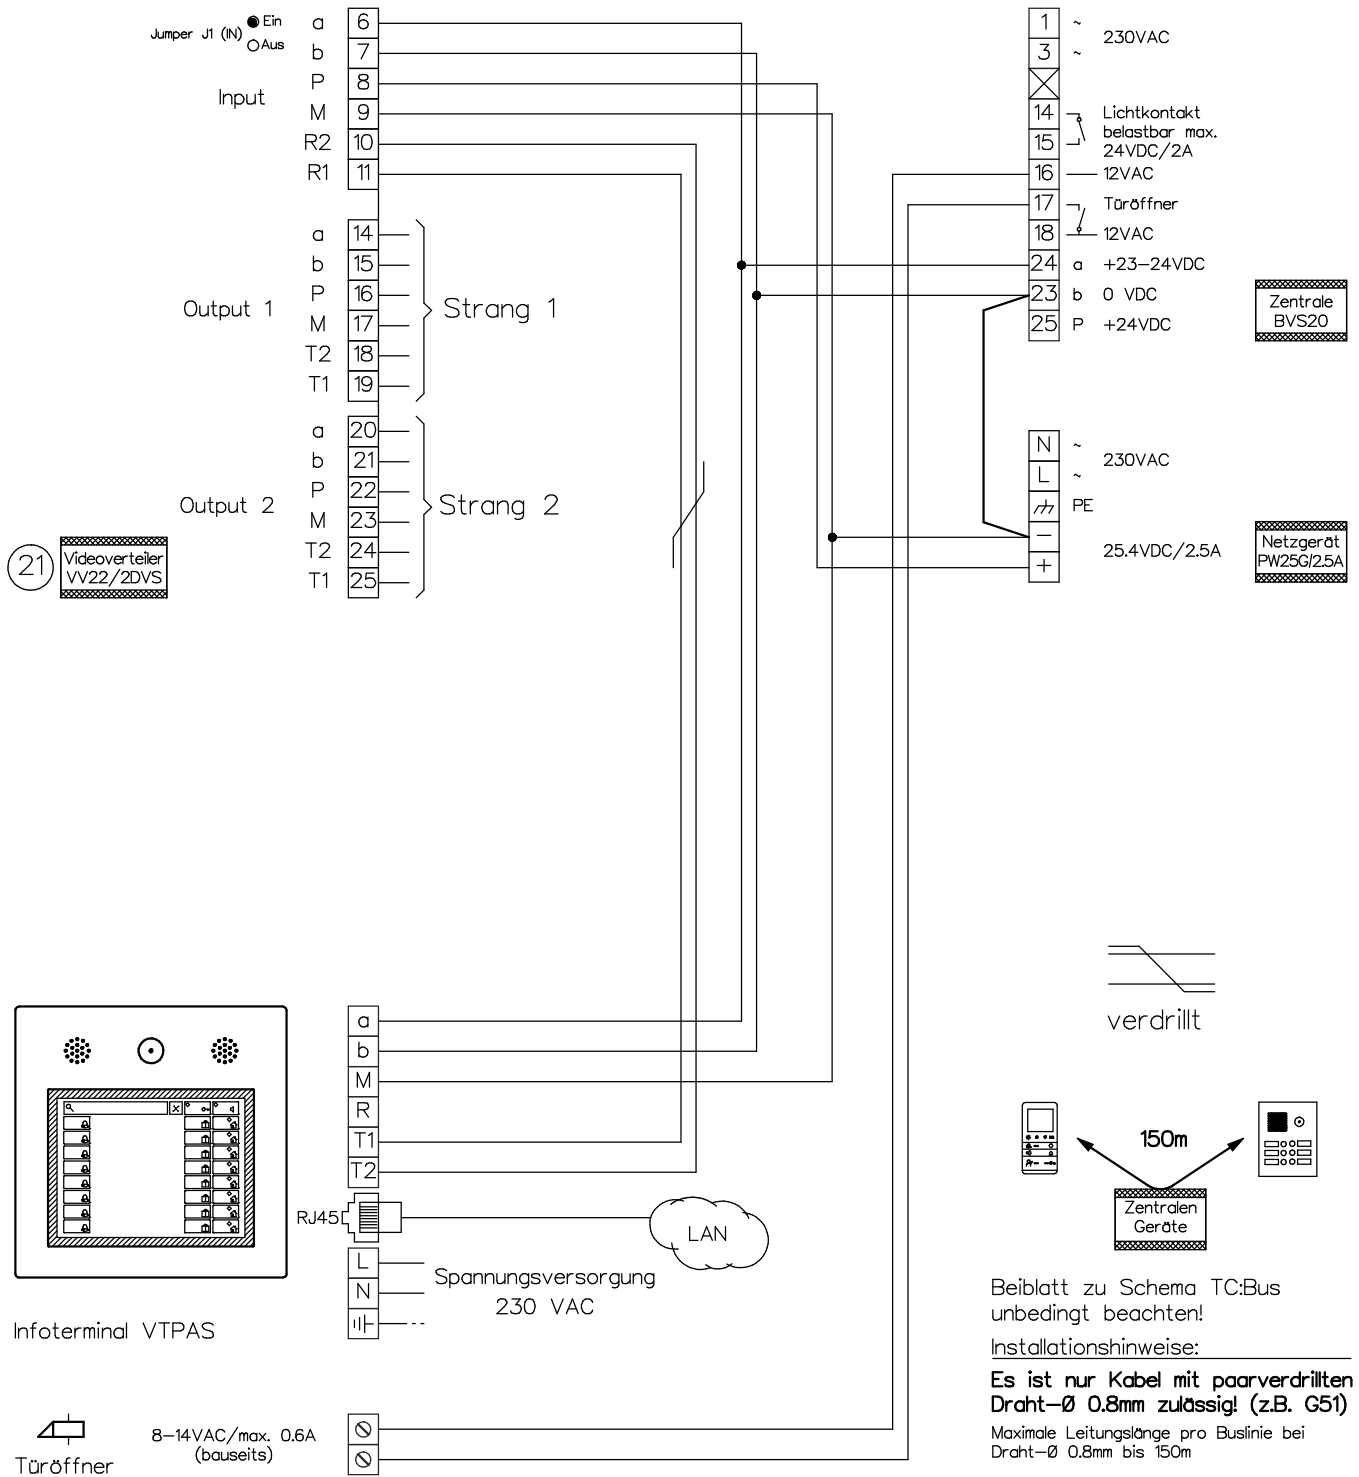 Jumper J1 (IN)
Ein
Aus
Input
a 6
b 7
P 8
M 9
R2 10
R1 11
Output 1
a 14
b 15
P 16
M 17
T2 18
T1 19
Strang 1
Output 2
a 20
b 21
P 22
M 23
T2 24
T1 25
Strang 2
21
Videoverteiler
VV22/2DVS
1 ~
3 ~
230VAC
14
15
Lichtkontakt
belastbar max.
24VDC/2A
16 12VAC
17 Türöffner
18 12VAC
24 a +23-24VDC
23 b 0 VDC
25 P +24VDC
Zentrale
BVS20
N ~
L ~
230VAC
PE
-
+
25.4VDC/2.5A
Netzgerät
PW25G/2.5A
verdrillt
a
b
M
R
T1
T2
RJ45
LAN
L
N
Spannungsversorgung
230 VAC
Infoterminal VTPAS
Türöffner
8-14VAC/max. 0.6A
(bauseits)
150m
Zentralen
Geräte
Beiblatt zu Schema TC:Bus
unbedingt beachten!
Installationshinweise:
Es ist nur Kabel mit paarverdrillten
Draht-Ø 0.8mm zulässig! (z.B. G51)
Maximale Leitungslänge pro Buslinie bei
Draht-Ø 0.8mm bis 150m